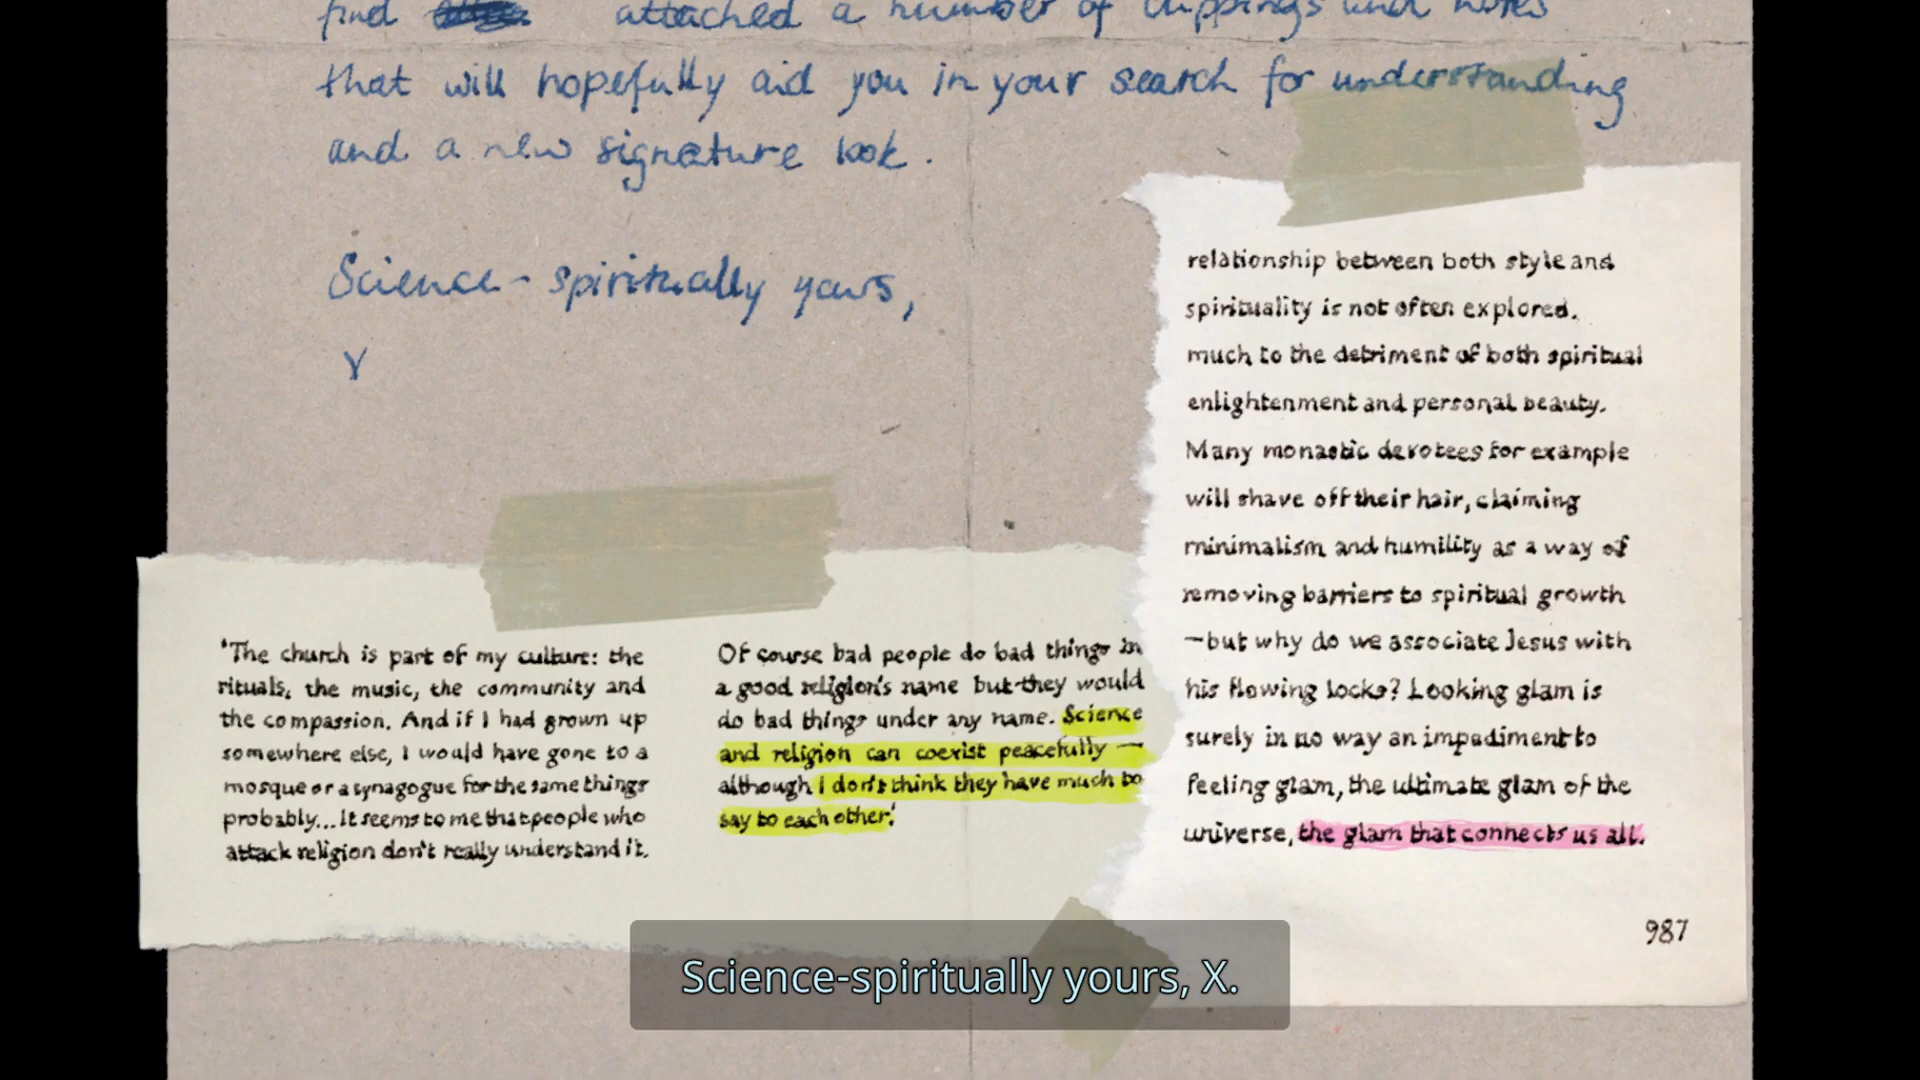 find attached a number of clippings and notes
that will hopefully aid you in your search for understanding
and a new signature look.
Science-spiritually yours,
X
'The church is part of my culture: the
rituals, the music, the community and
the compassion. And if I had grown up
somewhere else, I would have gone to a
mosque or a synagogue for the same things
probably... It seems to me that people who
attack religion don't really understand it.
Of course bad people do bad things in
a good religion's name but they would
do bad things under any name. Science
and religion can coexist peacefully —
although I don't think they have much to
say to each other.'
relationship between both style and
spirituality is not often explored,
much to the detriment of both spiritual
enlightenment and personal beauty.
Many monastic devotees for example
will shave off their hair, claiming
minimalism and humility as a way of
removing barriers to spiritual growth
—but why do we associate Jesus with
his flowing locks? Looking glam is
surely in no way an impediment to
feeling glam, the ultimate glam of the
universe, the glam that connects us all.
987
Science-spiritually yours, X.